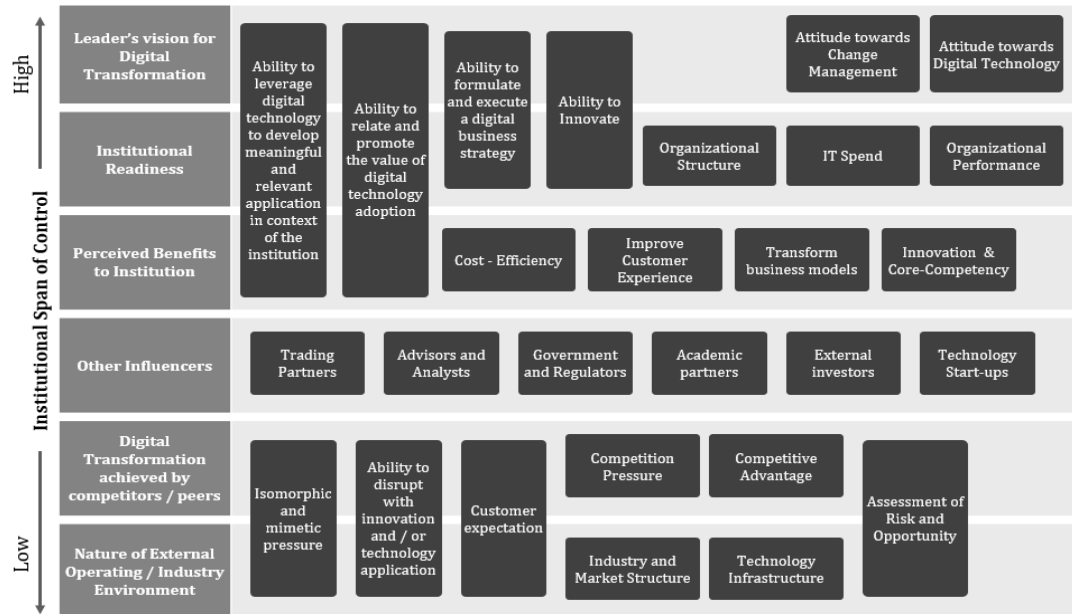 High
Institutional Span of Control
Low
Leader's vision for
Digital
Transformation
Institutional
Readiness
Perceived Benefits
to Institution
Other Influencers
Digital
Transformation
achieved by
competitors / peers
Nature of External
Operating / Industry
Environment
Ability to
leverage
digital
technology
to develop
meaningful
and
relevant
application
in context
of the
institution
Ability to
relate and
promote
the value of
digital
technology
adoption
Ability to
formulate
and execute
a digital
business
strategy
Ability to
Innovate
Attitude towards
Change
Management
Attitude towards
Digital Technology
Organizational
Structure
IT Spend
Organizational
Performance
Cost - Efficiency
Improve
Customer
Experience
Transform
business models
Innovation &
Core-Competency
Trading
Partners
Advisors and
Analysts
Government
and Regulators
Academic
partners
External
investors
Technology
Start-ups
Isomorphic
and
mimetic
pressure
Ability to
disrupt
with
innovation
and / or
technology
application
Customer
expectation
Competition
Pressure
Competitive
Advantage
Industry and
Market Structure
Technology
Infrastructure
Assessment of
Risk and
Opportunity